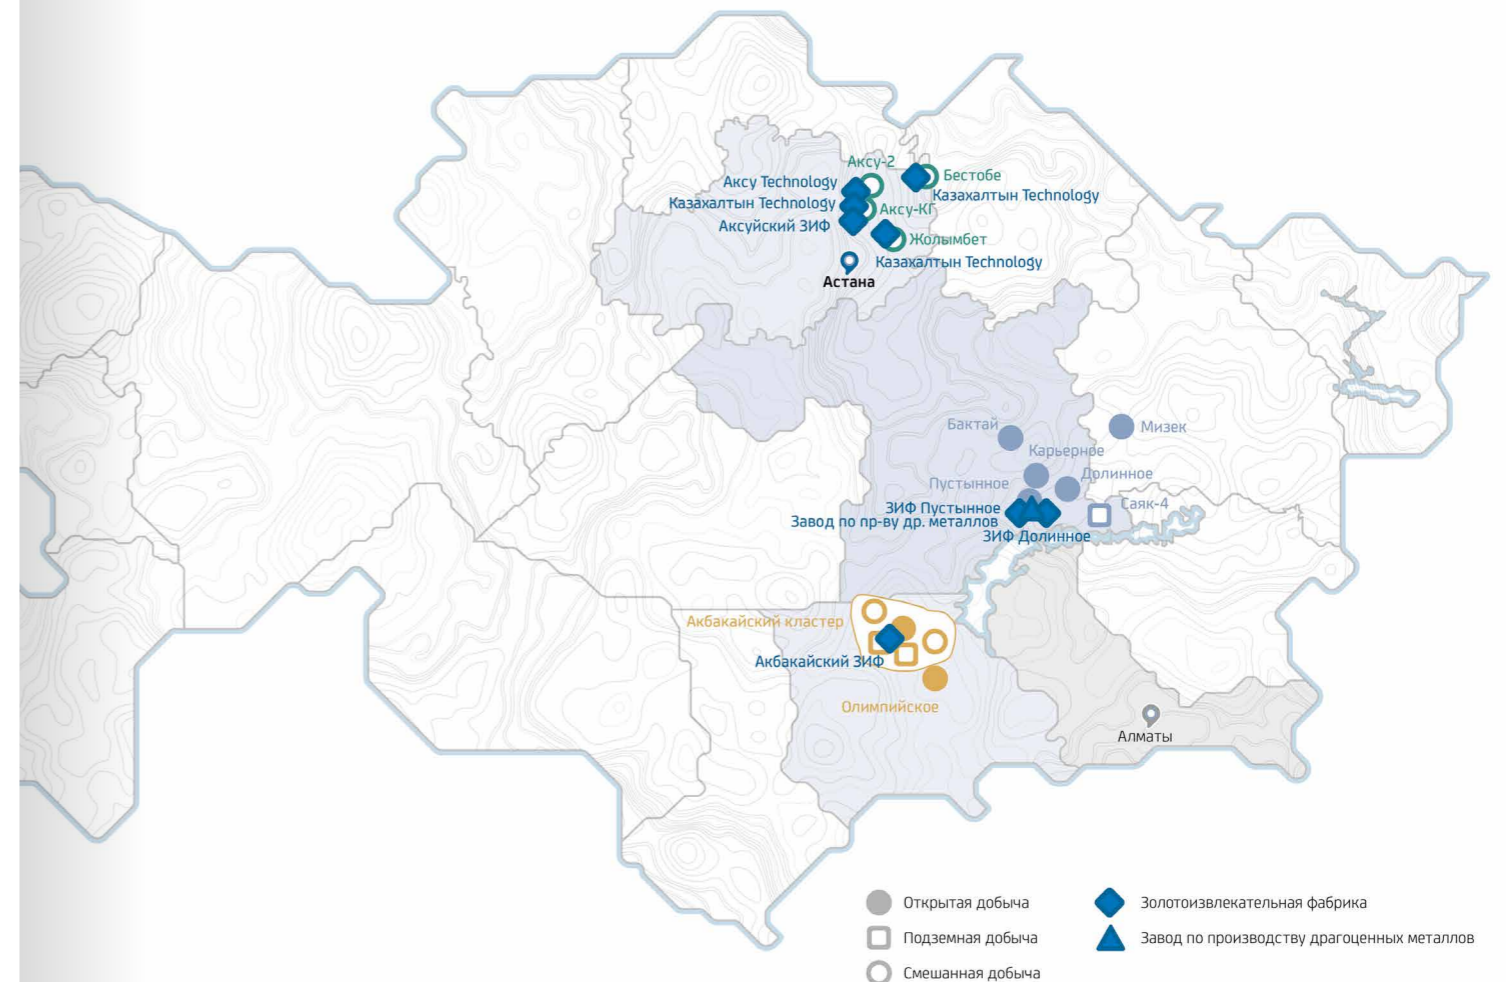 Аксу-2
Аксу Technology
Бестобе
Казахалтын Technology
Казахалтын Technology
Аксу-КГ
Аксуйский ЗИФ
Жолымбет
Казахалтын Technology
Астана
Бактай
Мизек
Карьерное
Долинное
Пустынное
Саяк-4
ЗИФ Пустынное
Завод по пр-ву др. металлов
ЗИФ Долинное
Акбакайский кластер
Акбакайский ЗИФ
Олимпийское
Алматы
Открытая добыча
Золотоизвлекательная фабрика
Подземная добыча
Завод по производству драгоценных металлов
Смешанная добыча